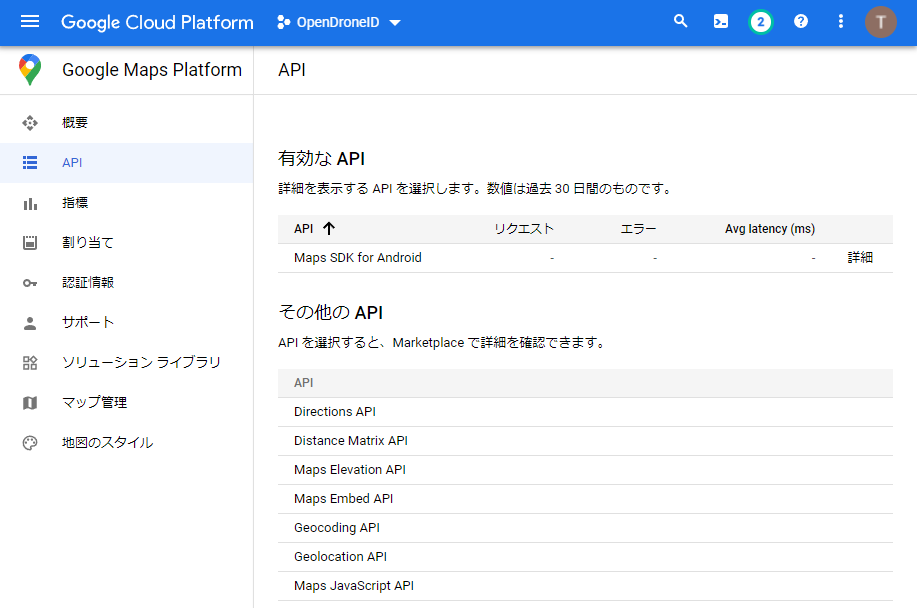 Google Cloud Platform
OpenDroneID
2
T
Google Maps Platform
API
概要
API
指標
割り当て
認証情報
サポート
ソリューション ライブラリ
マップ管理
地図のスタイル
有効な API
詳細を表示する API を選択します。数値は過去 30 日間のものです。
API リクエスト エラー Avg latency (ms)
Maps SDK for Android - - - 詳細
その他の API
API を選択すると、Marketplace で詳細を確認できます。
API
Directions API
Distance Matrix API
Maps Elevation API
Maps Embed API
Geocoding API
Geolocation API
Maps JavaScript API